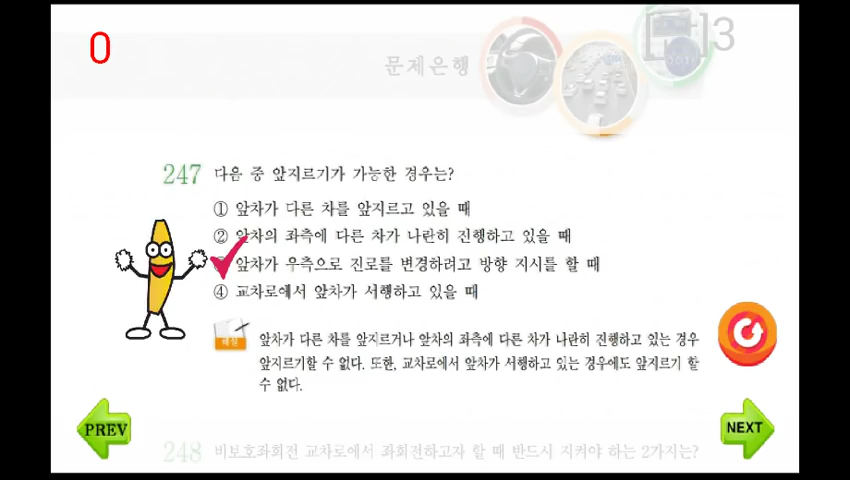 0
[ ]3
문제은행
247 다음 중 앞지르기가 가능한 경우는?
① 앞차가 다른 차를 앞지르고 있을 때
② 앞차의 좌측에 다른 차가 나란히 진행하고 있을 때
앞차가 우측으로 진로를 변경하려고 방향 지시를 할 때
④ 교차로에서 앞차가 서행하고 있을 때
해설
앞차가 다른 차를 앞지르거나 앞차의 좌측에 다른 차가 나란히 진행하고 있는 경우
앞지르기할 수 없다. 또한, 교차로에서 앞차가 서행하고 있는 경우에도 앞지르기 할
수 없다.
PREV
NEXT
248 비보호좌회전 교차로에서 좌회전하고자 할 때 반드시 지켜야 하는 2가지는?